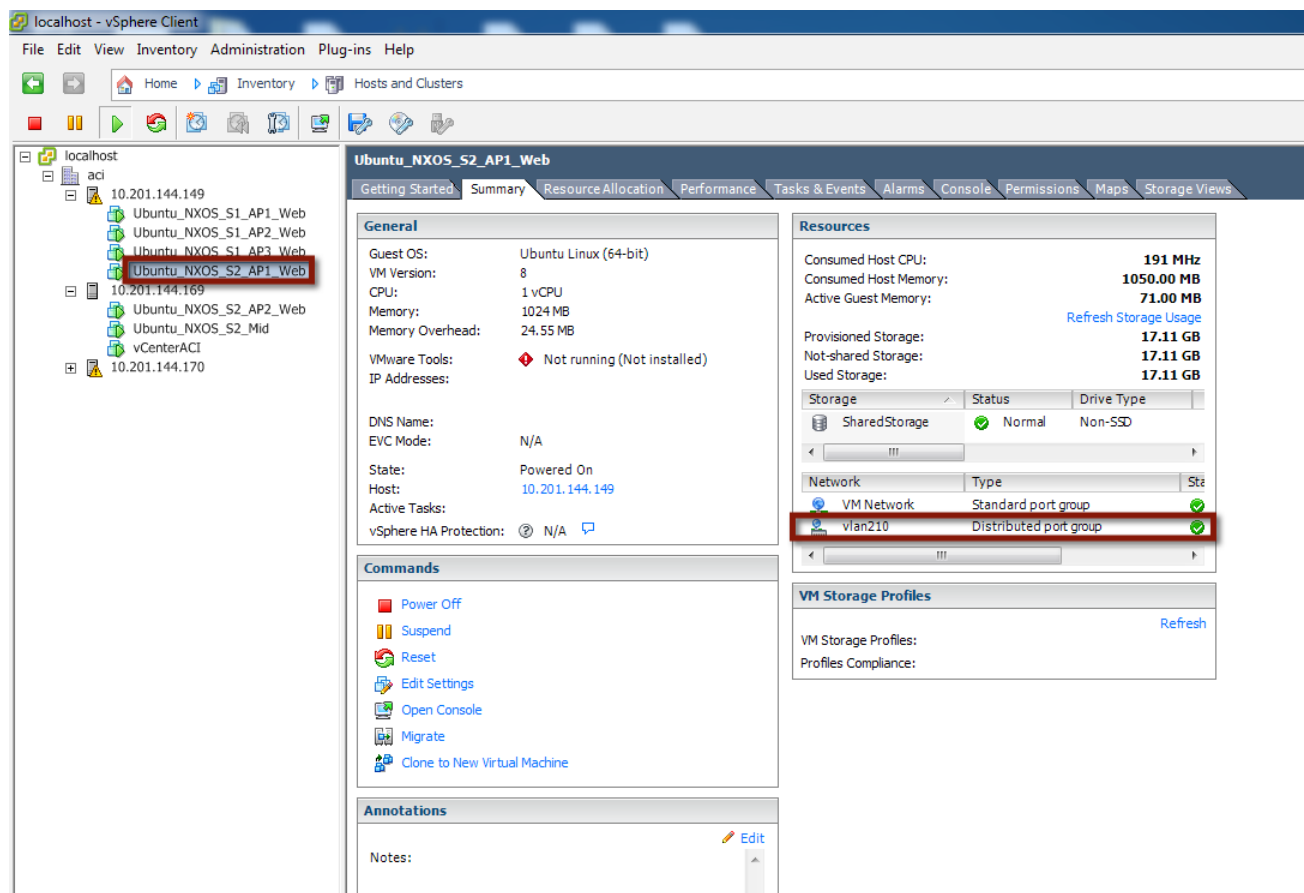 localhost - vSphere Client
File Edit View Inventory Administration Plug-ins Help
Home Inventory Hosts and Clusters
localhost
aci
10.201.144.149
Ubuntu_NXOS_S1_AP1_Web
Ubuntu_NXOS_S1_AP2_Web
Ubuntu_NXOS_S1_AP3_Web
Ubuntu_NXOS_S2_AP1_Web
10.201.144.169
Ubuntu_NXOS_S2_AP2_Web
Ubuntu_NXOS_S2_Mid
vCenterACI
10.201.144.170
Ubuntu_NXOS_S2_AP1_Web
Getting Started Summary Resource Allocation Performance Tasks & Events Alarms Console Permissions Maps Storage Views
General
Guest OS: Ubuntu Linux (64-bit)
VM Version: 8
CPU: 1 vCPU
Memory: 1024 MB
Memory Overhead: 24.55 MB
VMware Tools: Not running (Not installed)
IP Addresses:
DNS Name:
EVC Mode: N/A
State: Powered On
Host: 10.201.144.149
Active Tasks:
vSphere HA Protection: ? N/A
Commands
Power Off
Suspend
Reset
Edit Settings
Open Console
Migrate
Clone to New Virtual Machine
Annotations
Edit
Notes:
Resources
Consumed Host CPU: 191 MHz
Consumed Host Memory: 1050.00 MB
Active Guest Memory: 71.00 MB
Refresh Storage Usage
Provisioned Storage: 17.11 GB
Not-shared Storage: 17.11 GB
Used Storage: 17.11 GB
Storage Status Drive Type
SharedStorage Normal Non-SSD
Network Type Sta
VM Network Standard port group
vlan210 Distributed port group
VM Storage Profiles
Refresh
VM Storage Profiles:
Profiles Compliance: